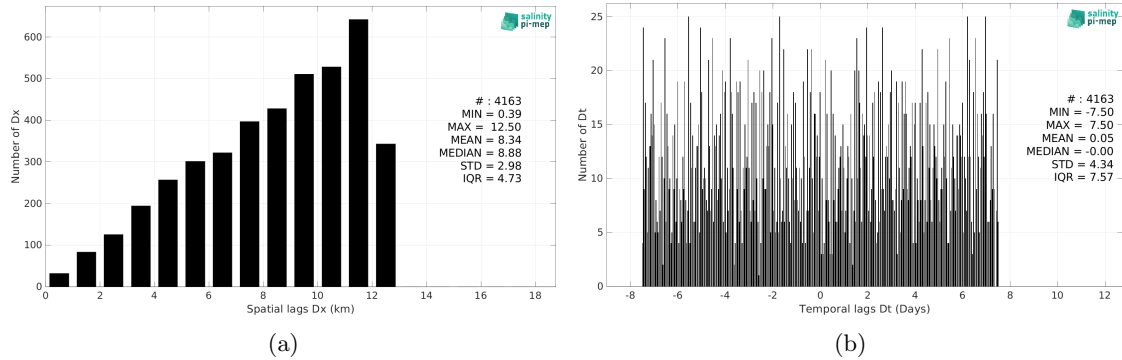 600
500
400
300
200
100
0
Number of Dx
0 2 4 6 8 10 12 14 16 18
Spatial lags Dx (km)
salinity
pi-mep
# : 4163
MIN = 0.39
MAX = 12.50
MEAN = 8.34
MEDIAN = 8.88
STD = 2.98
IQR = 4.73
(a)
25
20
15
10
5
0
Number of Dt
-8 -6 -4 -2 0 2 4 6 8 10 12
Temporal lags Dt (Days)
salinity
pi-mep
# : 4163
MIN = -7.50
MAX = 7.50
MEAN = 0.05
MEDIAN = -0.00
STD = 4.34
IQR = 7.57
(b)